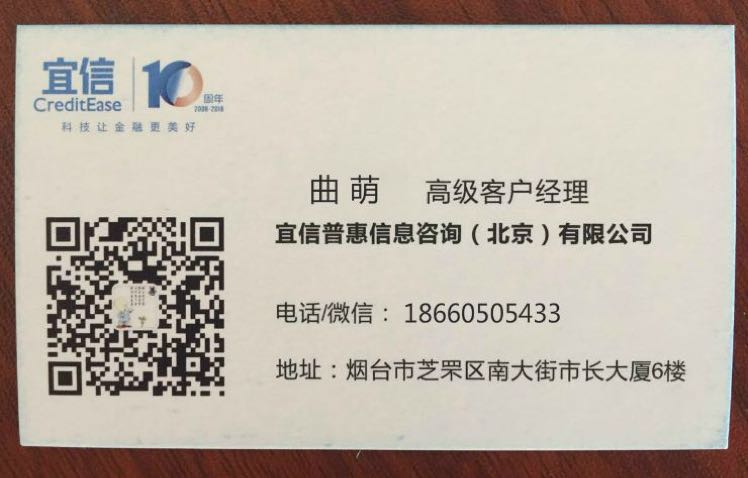 宜信
CreditEase
10周年
2006-2016
科技让金融更美好
曲萌 高级客户经理
宜信普惠信息咨询（北京）有限公司
电话/微信： 18660505433
地址：烟台市芝罘区南大街市长大厦6楼